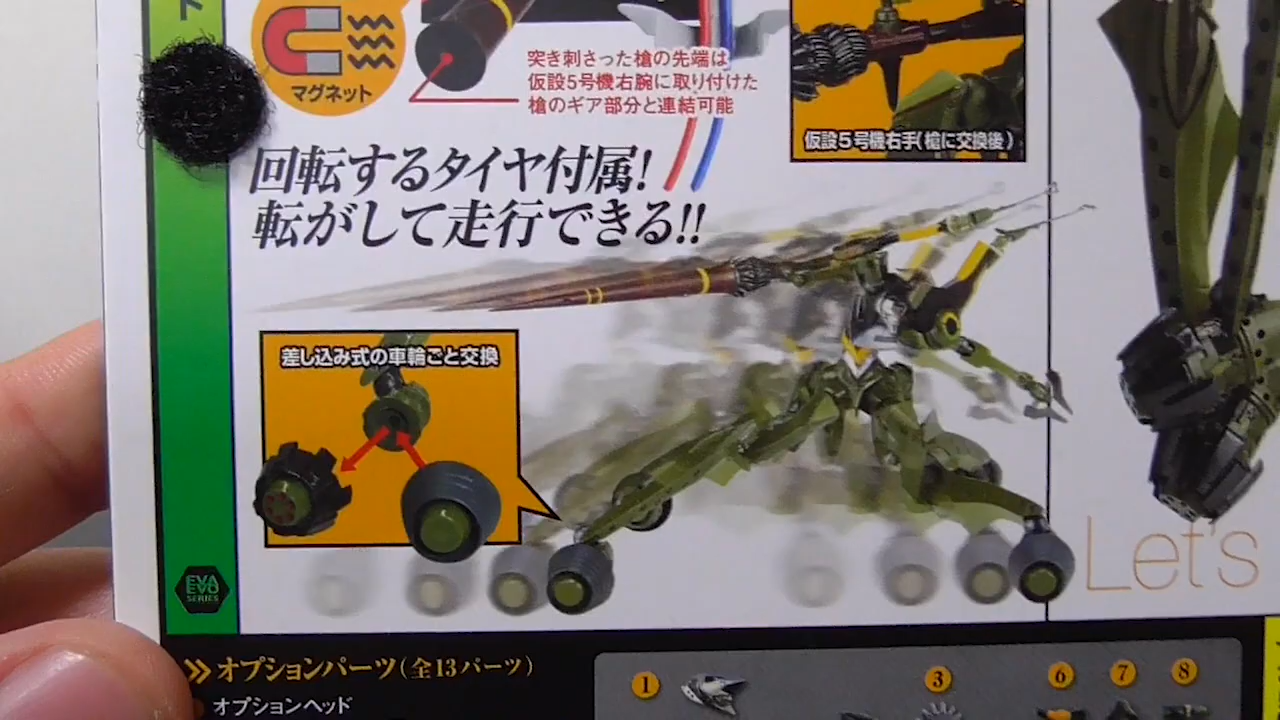 ド
マグネット
突き刺さった槍の先端は
仮設5号機右腕に取り付けた
槍のギア部分と連結可能
仮設5号機右手(槍に交換後)
回転するタイヤ付属!
転がして走行できる!!
差し込み式の車輪ごと交換
Let's
EVA
EVO
SERIES
オプションパーツ(全13パーツ)
オプションヘッド
1
3
6
7
8